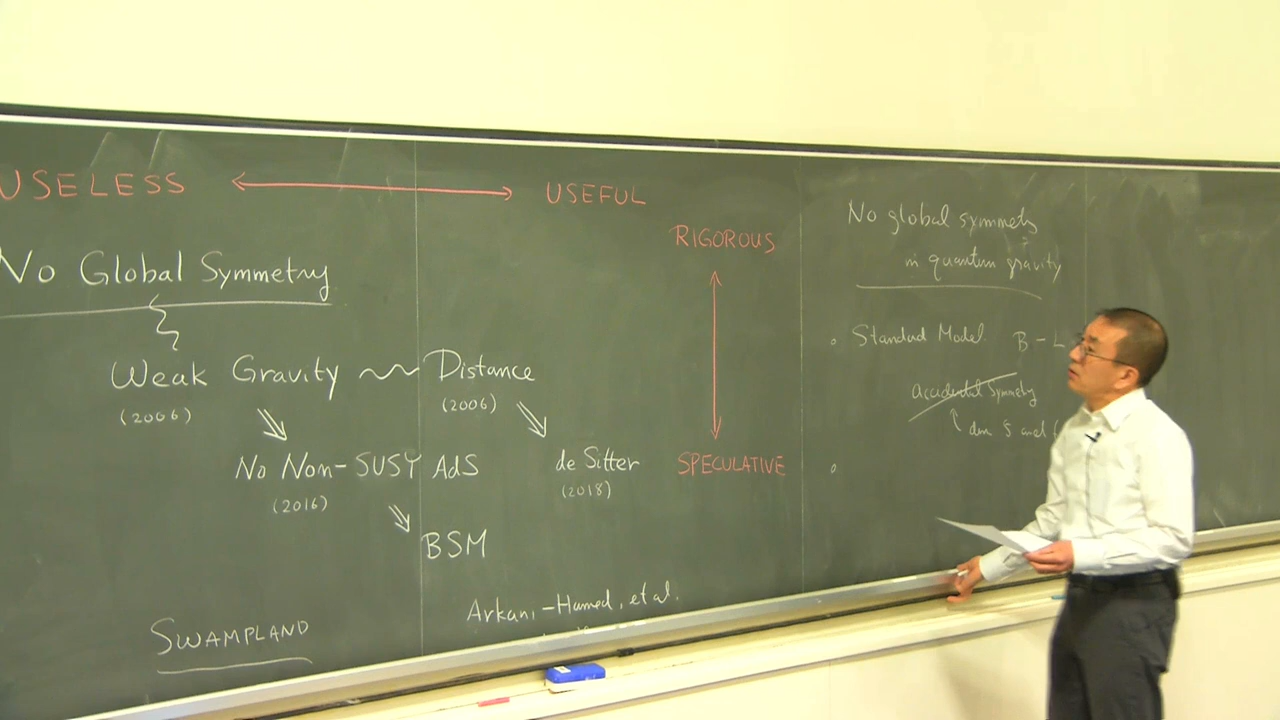 USELESS ⟷ USEFUL
No Global Symmetry
Weak Gravity ~ Distance
(2006) (2006)
No Non-SUSY AdS
(2016)
de Sitter
(2018)
BSM
Arkani-Hamed, et al.
SWAMPLAND
RIGOROUS
SPECULATIVE
No global symmetry
in quantum gravity
Standard Model B-L
accidental symmetry
dim 5 and